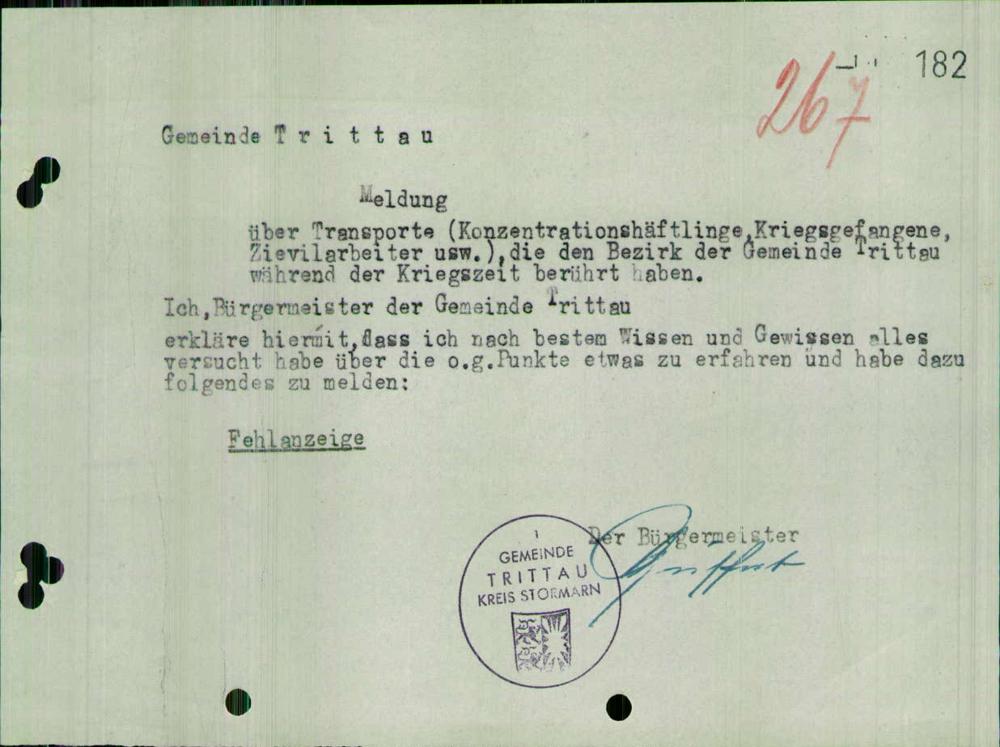 182
267
Gemeinde T r i t t a u
Meldung
über Transporte (Konzentrationshäftlinge,Kriegsgefangene,
Zievilarbeiter usw.),die den Bezirk der Gemeinde Trittau
während der Kriegszeit berührt haben.
Ich,Bürgermeister der Gemeinde Trittau
erkläre hiermit,dass ich nach bestem Wissen und Gewissen alles
versucht habe über die o.g.Punkte etwas zu erfahren und habe dazu
folgendes zu melden:
Fehlanzeige
Der Bürgermeister
1
GEMEINDE
TRITTAU
KREIS STORMARN